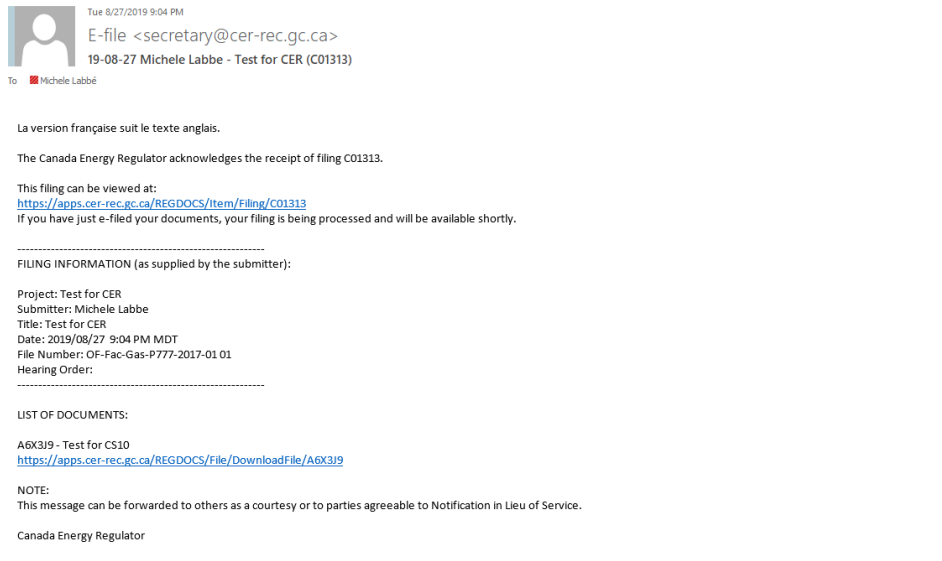 Tue 8/27/2019 9:04 PM
E-file <secretary@cer-rec.gc.ca>
19-08-27 Michele Labbe - Test for CER (C01313)
To Michele Labbé
La version française suit le texte anglais.
The Canada Energy Regulator acknowledges the receipt of filing C01313.
This filing can be viewed at:
https://apps.cer-rec.gc.ca/REGDOCS/Item/Filing/C01313
If you have just e-filed your documents, your filing is being processed and will be available shortly.
-----------------------------------------------------------
FILING INFORMATION (as supplied by the submitter):
Project: Test for CER
Submitter: Michele Labbe
Title: Test for CER
Date: 2019/08/27  9:04 PM MDT
File Number: OF-Fac-Gas-P777-2017-01 01
Hearing Order:
-----------------------------------------------------------
LIST OF DOCUMENTS:
A6X3J9 - Test for CS10
https://apps.cer-rec.gc.ca/REGDOCS/File/DownloadFile/A6X3J9
NOTE:
This message can be forwarded to others as a courtesy or to parties agreeable to Notification in Lieu of Service.
Canada Energy Regulator